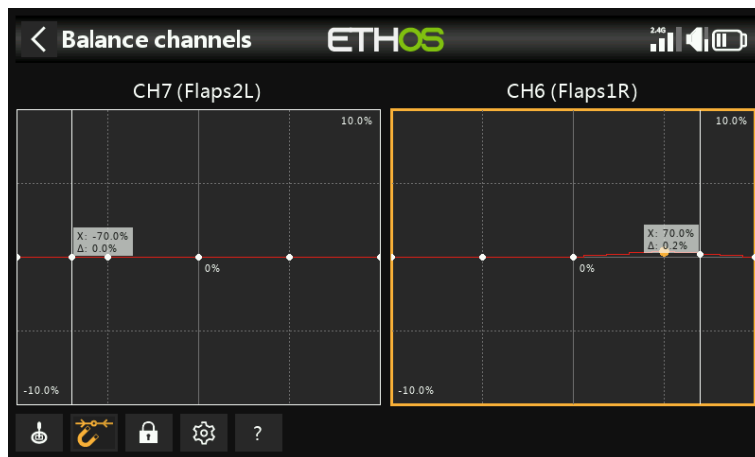 Balance channels
ETHOS
2.4G
CH7 (Flaps2L)
CH6 (Flaps1R)
10.0%
10.0%
X: -70.0%
Δ: 0.0%
X: 70.0%
Δ: 0.2%
0%
0%
-10.0%
-10.0%
?